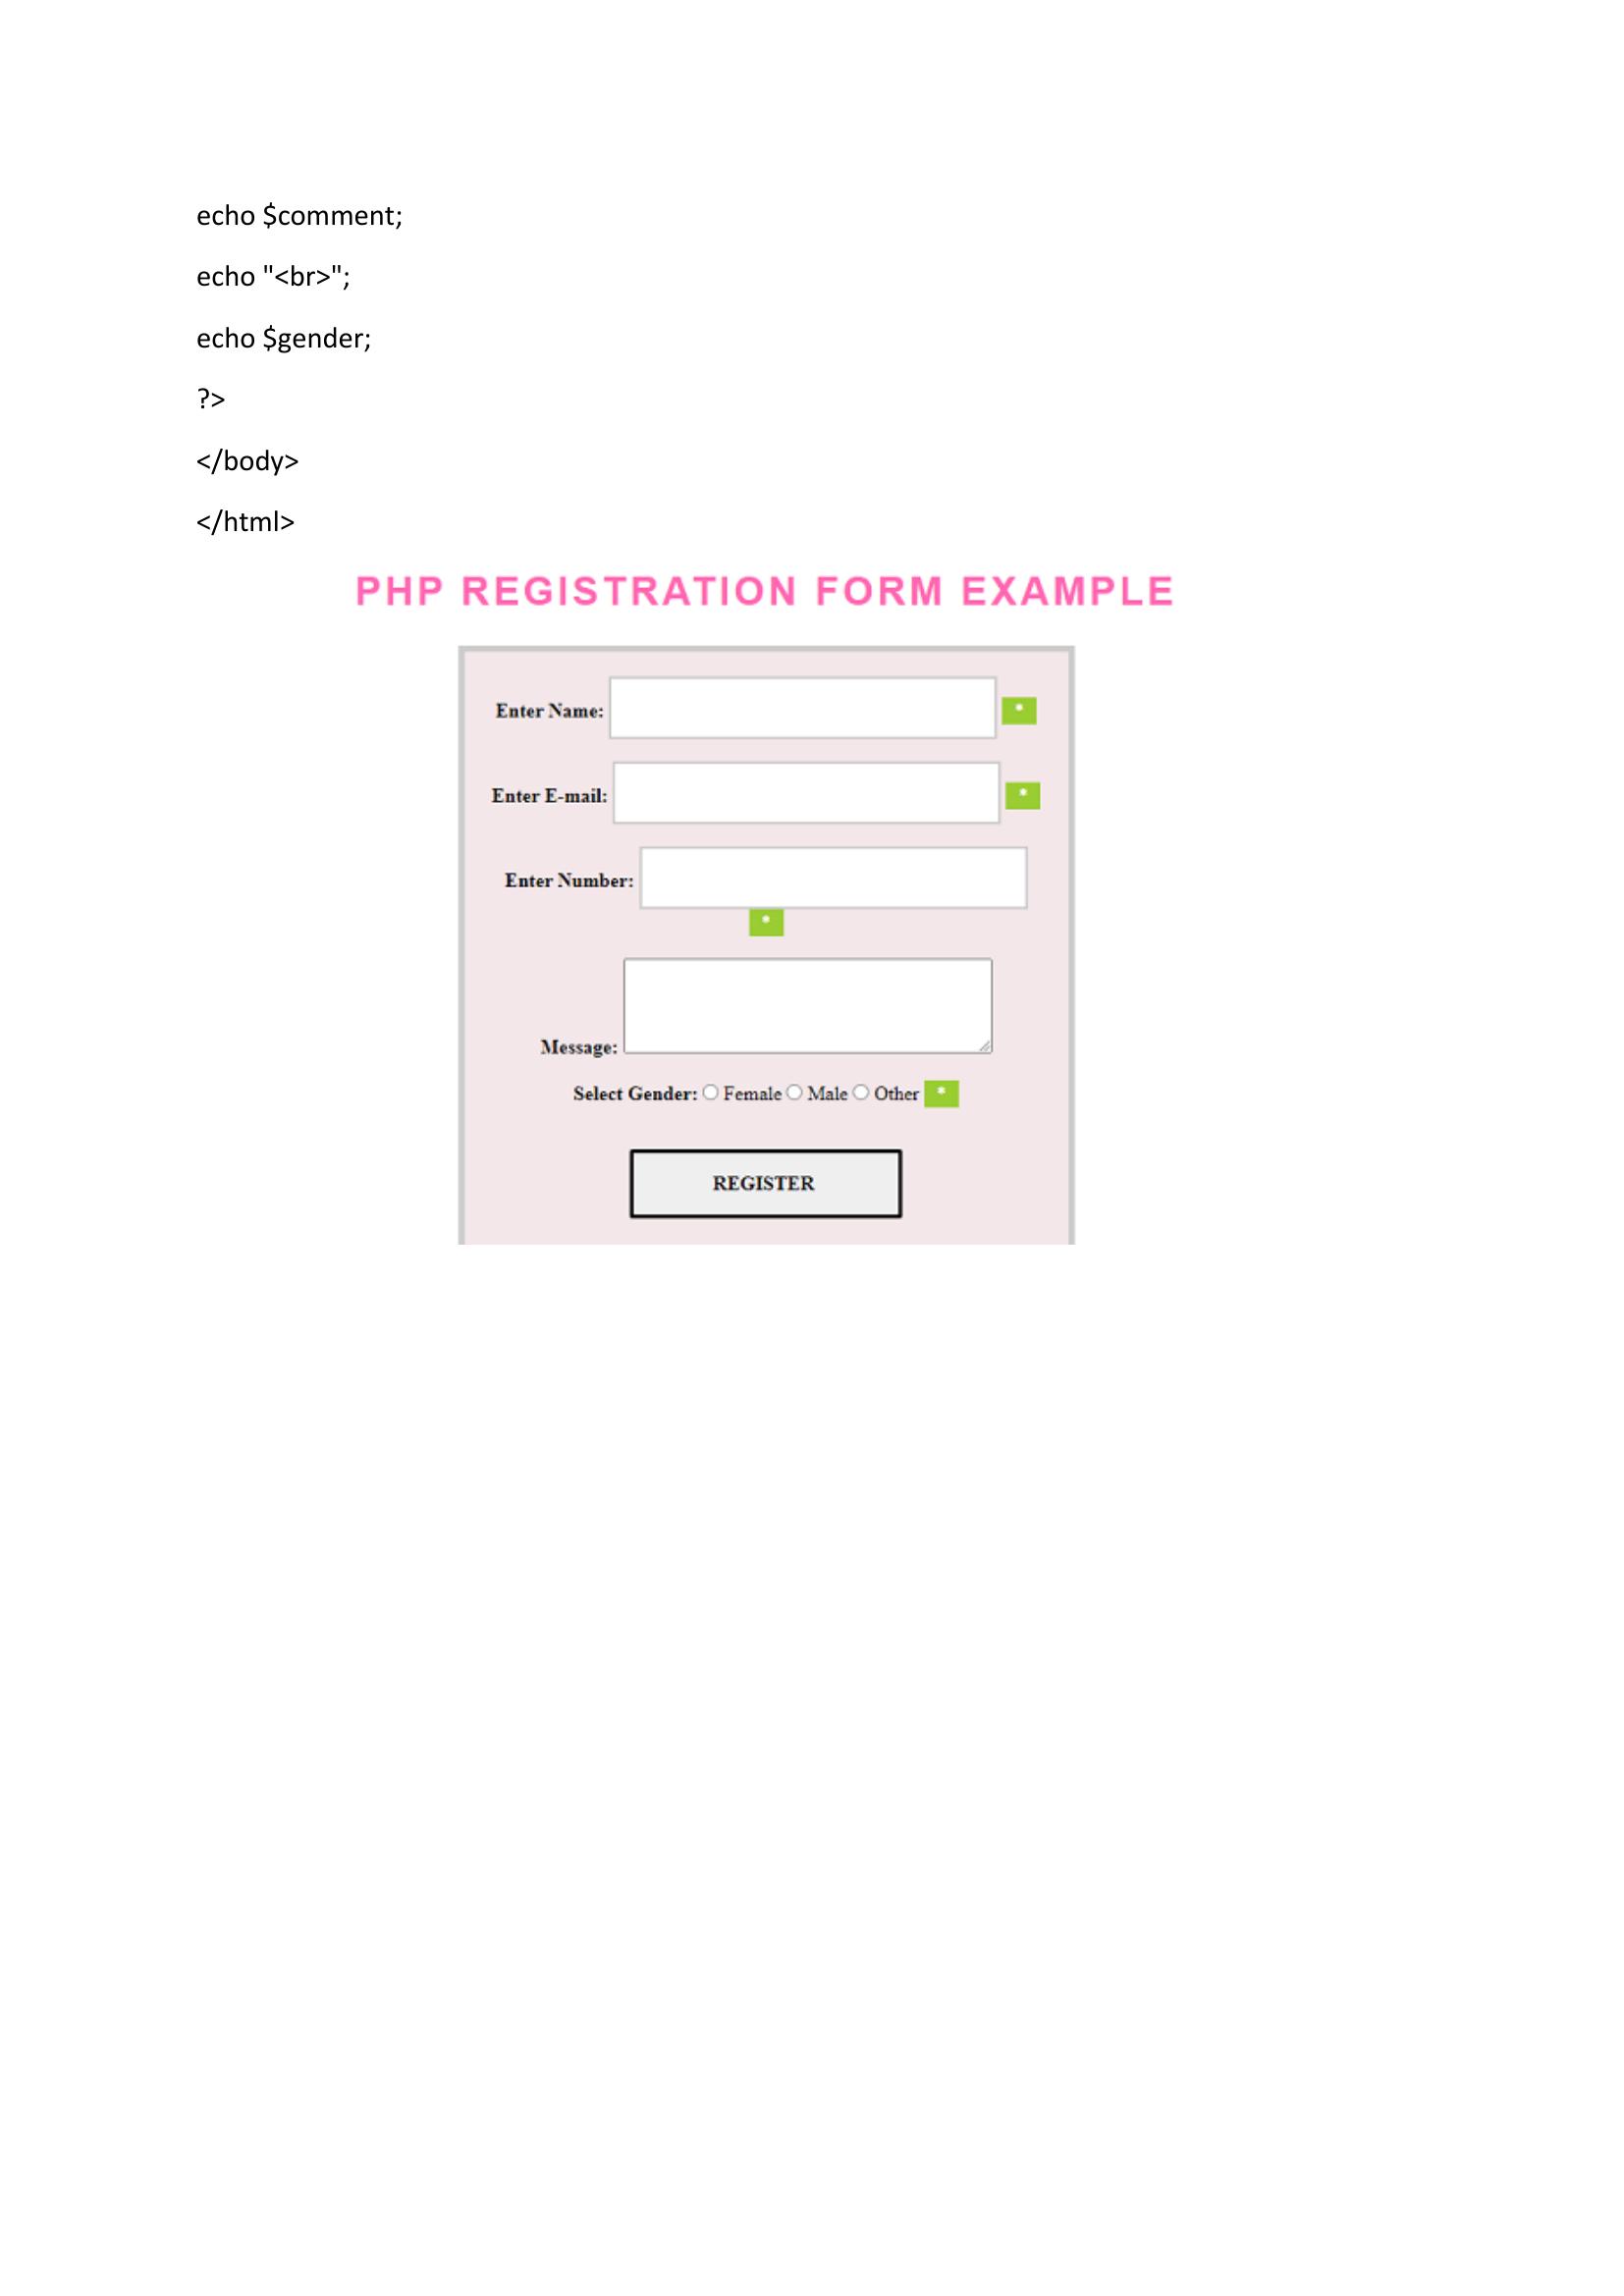 echo $comment;
echo "<br>";
echo $gender;
?>
</body>
</html>
PHP REGISTRATION FORM EXAMPLE
Enter Name: *
Enter E-mail: *
Enter Number:
*
Message:
Select Gender: Female Male Other *
REGISTER